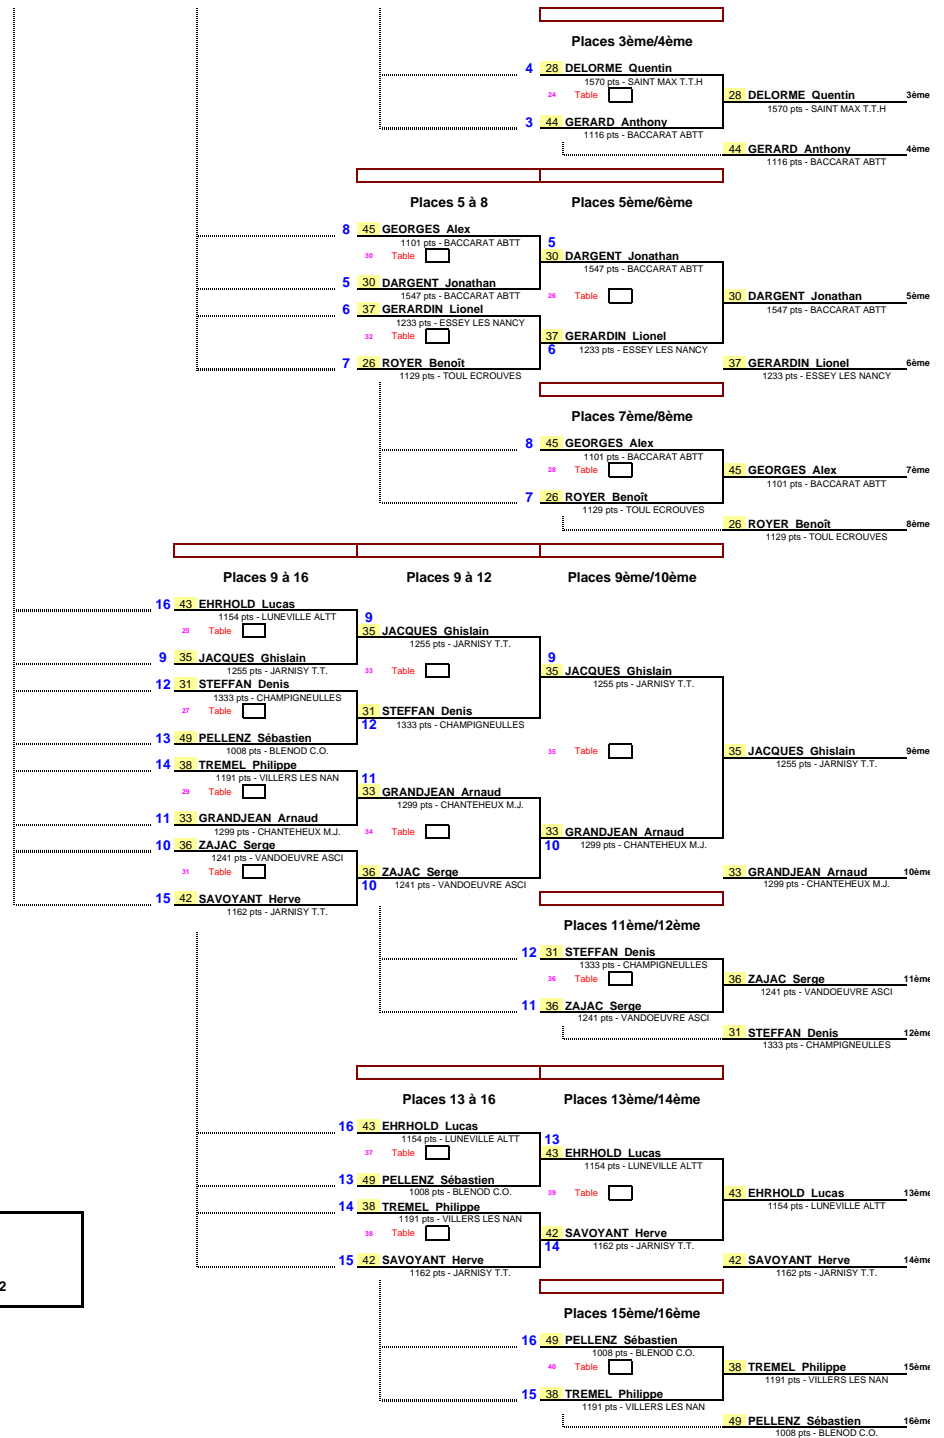 Places 3ème/4ème
4 28 DELORME Quentin
1570 pts - SAINT MAX T.T.H
24 Table
28 DELORME Quentin 3ème
1570 pts - SAINT MAX T.T.H
3 44 GERARD Anthony
1116 pts - BACCARAT ABTT
44 GERARD Anthony 4ème
1116 pts - BACCARAT ABTT
Places 5 à 8 Places 5ème/6ème
8 45 GEORGES Alex
1101 pts - BACCARAT ABTT
5
30 Table
30 DARGENT Jonathan
1547 pts - BACCARAT ABTT
5 30 DARGENT Jonathan
1547 pts - BACCARAT ABTT
26 Table
30 DARGENT Jonathan 5ème
1547 pts - BACCARAT ABTT
6 37 GERARDIN Lionel
1233 pts - ESSEY LES NANCY
32 Table
37 GERARDIN Lionel
6 1233 pts - ESSEY LES NANCY
7 26 ROYER Benoît
1129 pts - TOUL ECROUVES
37 GERARDIN Lionel 6ème
1233 pts - ESSEY LES NANCY
Places 7ème/8ème
8 45 GEORGES Alex
1101 pts - BACCARAT ABTT
28 Table
45 GEORGES Alex 7ème
1101 pts - BACCARAT ABTT
7 26 ROYER Benoît
1129 pts - TOUL ECROUVES
26 ROYER Benoît 8ème
1129 pts - TOUL ECROUVES
Places 9 à 16 Places 9 à 12 Places 9ème/10ème
16 43 EHRHOLD Lucas
1154 pts - LUNEVILLE ALTT
9
25 Table
35 JACQUES Ghislain
1255 pts - JARNISY T.T.
9 35 JACQUES Ghislain
1255 pts - JARNISY T.T.
9
33 Table
35 JACQUES Ghislain
1255 pts - JARNISY T.T.
12 31 STEFFAN Denis
1333 pts - CHAMPIGNEULLES
27 Table
31 STEFFAN Denis
12 1333 pts - CHAMPIGNEULLES
13 49 PELLENZ Sébastien
1008 pts - BLENOD C.O.
35 Table
35 JACQUES Ghislain 9ème
1255 pts - JARNISY T.T.
14 38 TREMEL Philippe
1191 pts - VILLERS LES NAN
11
29 Table
33 GRANDJEAN Arnaud
1299 pts - CHANTEHEUX M.J.
11 33 GRANDJEAN Arnaud
1299 pts - CHANTEHEUX M.J.
34 Table
33 GRANDJEAN Arnaud
10 1299 pts - CHANTEHEUX M.J.
10 36 ZAJAC Serge
1241 pts - VANDOEUVRE ASCI
31 Table
36 ZAJAC Serge
10 1241 pts - VANDOEUVRE ASCI
33 GRANDJEAN Arnaud 10ème
1299 pts - CHANTEHEUX M.J.
15 42 SAVOYANT Herve
1162 pts - JARNISY T.T.
Places 11ème/12ème
12 31 STEFFAN Denis
1333 pts - CHAMPIGNEULLES
36 Table
36 ZAJAC Serge 11ème
1241 pts - VANDOEUVRE ASCI
11 36 ZAJAC Serge
1241 pts - VANDOEUVRE ASCI
31 STEFFAN Denis 12ème
1333 pts - CHAMPIGNEULLES
Places 13 à 16 Places 13ème/14ème
16 43 EHRHOLD Lucas
1154 pts - LUNEVILLE ALTT
13
37 Table
43 EHRHOLD Lucas
1154 pts - LUNEVILLE ALTT
13 49 PELLENZ Sébastien
1008 pts - BLENOD C.O.
39 Table
43 EHRHOLD Lucas 13ème
1154 pts - LUNEVILLE ALTT
14 38 TREMEL Philippe
1191 pts - VILLERS LES NAN
38 Table
42 SAVOYANT Herve
14 1162 pts - JARNISY T.T.
15 42 SAVOYANT Herve
1162 pts - JARNISY T.T.
42 SAVOYANT Herve 14ème
1162 pts - JARNISY T.T.
2
Places 15ème/16ème
16 49 PELLENZ Sébastien
1008 pts - BLENOD C.O.
40 Table
38 TREMEL Philippe 15ème
1191 pts - VILLERS LES NAN
15 38 TREMEL Philippe
1191 pts - VILLERS LES NAN
49 PELLENZ Sébastien 16ème
1008 pts - BLENOD C.O.